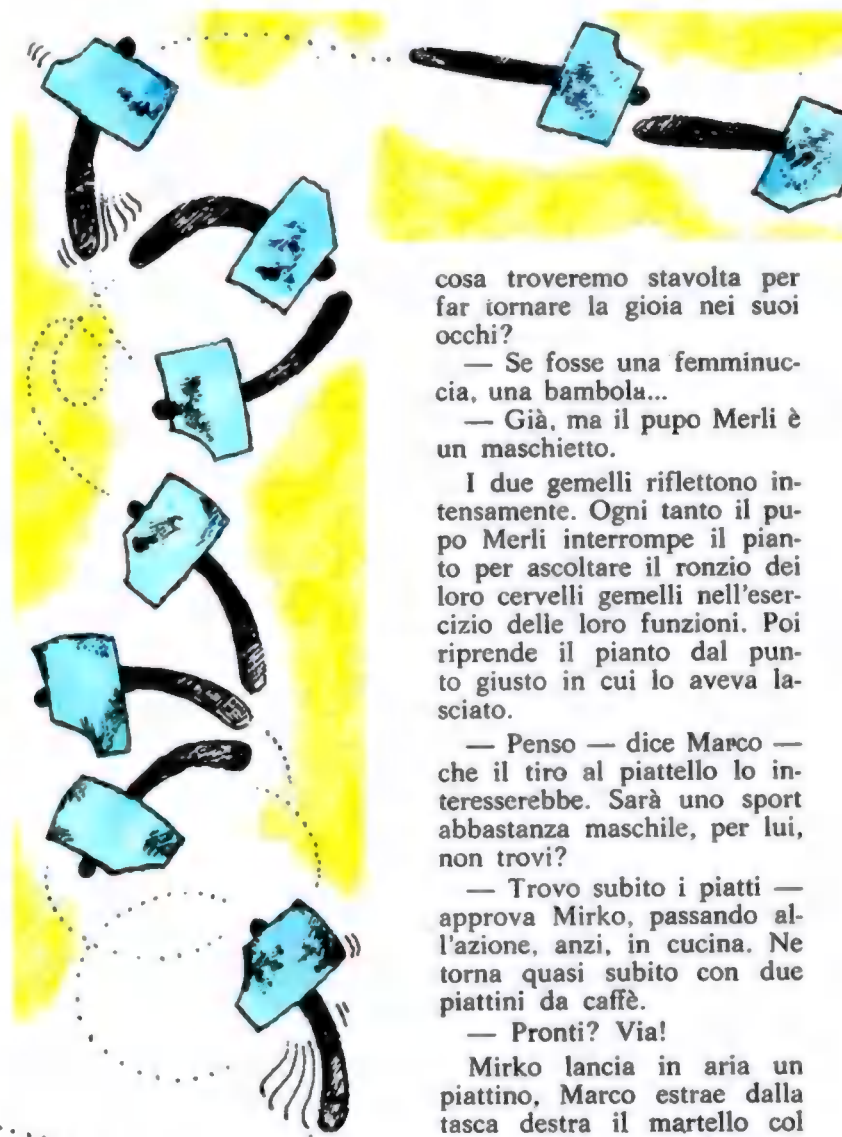 cosa troveremo stavolta per
far tornare la gioia nei suoi
occhi?
— Se fosse una femminuc-
cia, una bambola...
— Già, ma il pupo Merli è
un maschietto.
I due gemelli riflettono in-
tensamente. Ogni tanto il pu-
po Merli interrompe il pian-
to per ascoltare il ronzio dei
loro cervelli gemelli nell'eser-
cizio delle loro funzioni. Poi
riprende il pianto dal pun-
to giusto in cui lo aveva la-
sciato.
— Penso — dice Marco —
che il tiro al piattello lo in-
teresserebbe. Sarà uno sport
abbastanza maschile, per lui,
non trovi?
— Trovo subito i piatti —
approva Mirko, passando al-
l'azione, anzi, in cucina. Ne
torna quasi subito con due
piattini da caffè.
— Pronti? Via!
Mirko lancia in aria un
piattino, Marco estrae dalla
tasca destra il martello col